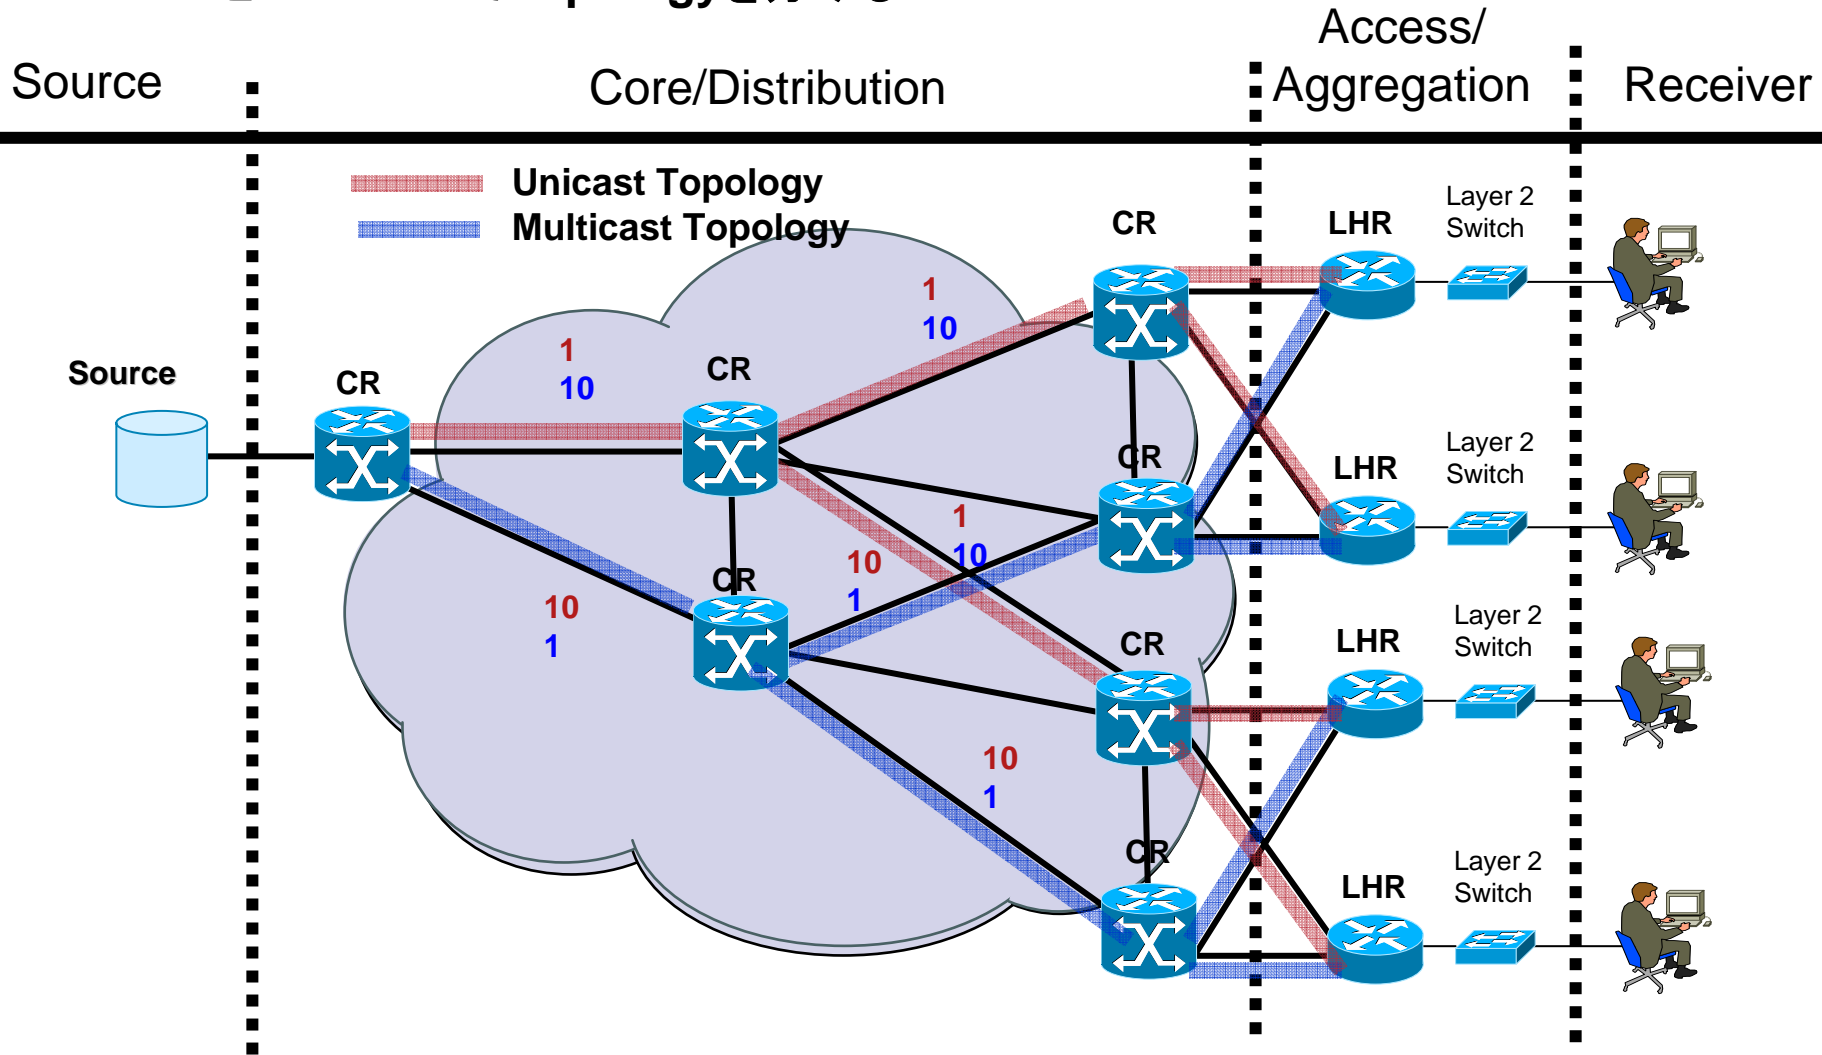 Source
Core/Distribution
Access/
Aggregation
Receiver
Unicast Topology
Multicast Topology
Source
CR
1
10
CR
1
10
CR
LHR
Layer 2
Switch
CR
1
10
10
1
LHR
Layer 2
Switch
10
1
CR
CR
LHR
Layer 2
Switch
10
1
CR
LHR
Layer 2
Switch